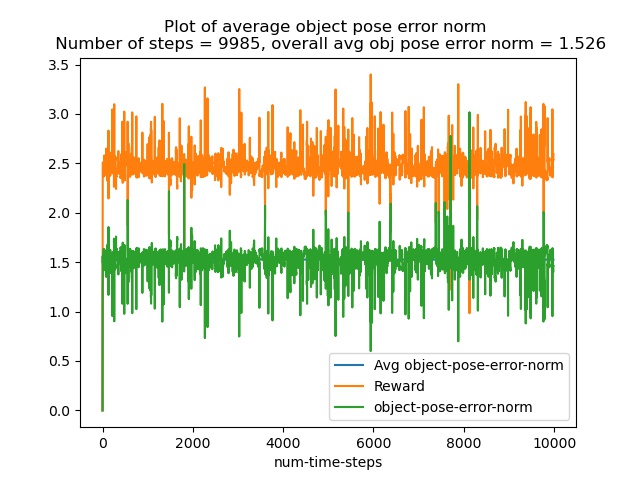 Plot of average object pose error norm
Number of steps = 9985, overall avg obj pose error norm = 1.526
3.5
3.0
2.5
2.0
1.5
1.0
0.5
0.0
Avg object-pose-error-norm
Reward
object-pose-error-norm
0 2000 4000 6000 8000 10000
num-time-steps